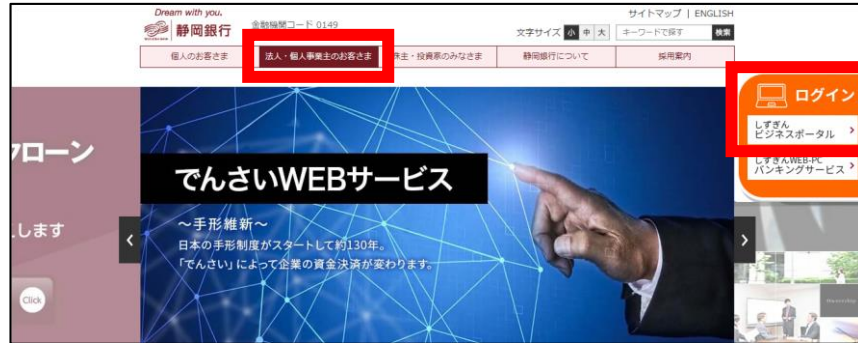 Dream with you.
静岡銀行
金融機関コード 0149
サイトマップ | ENGLISH
文字サイズ 小 中 大 キーワードで探す 検索
個人のお客さま
法人・個人事業主のお客さま
株主・投資家のみなさま
静岡銀行について
採用案内
クローン
します
Click
でんさいWEBサービス
～手形維新～
日本の手形制度がスタートして約130年。
「でんさい」によって企業の資金決済が変わります。
ログイン
しずぎん
ビジネスポータル
しずぎんWEB-PC
バンキングサービス